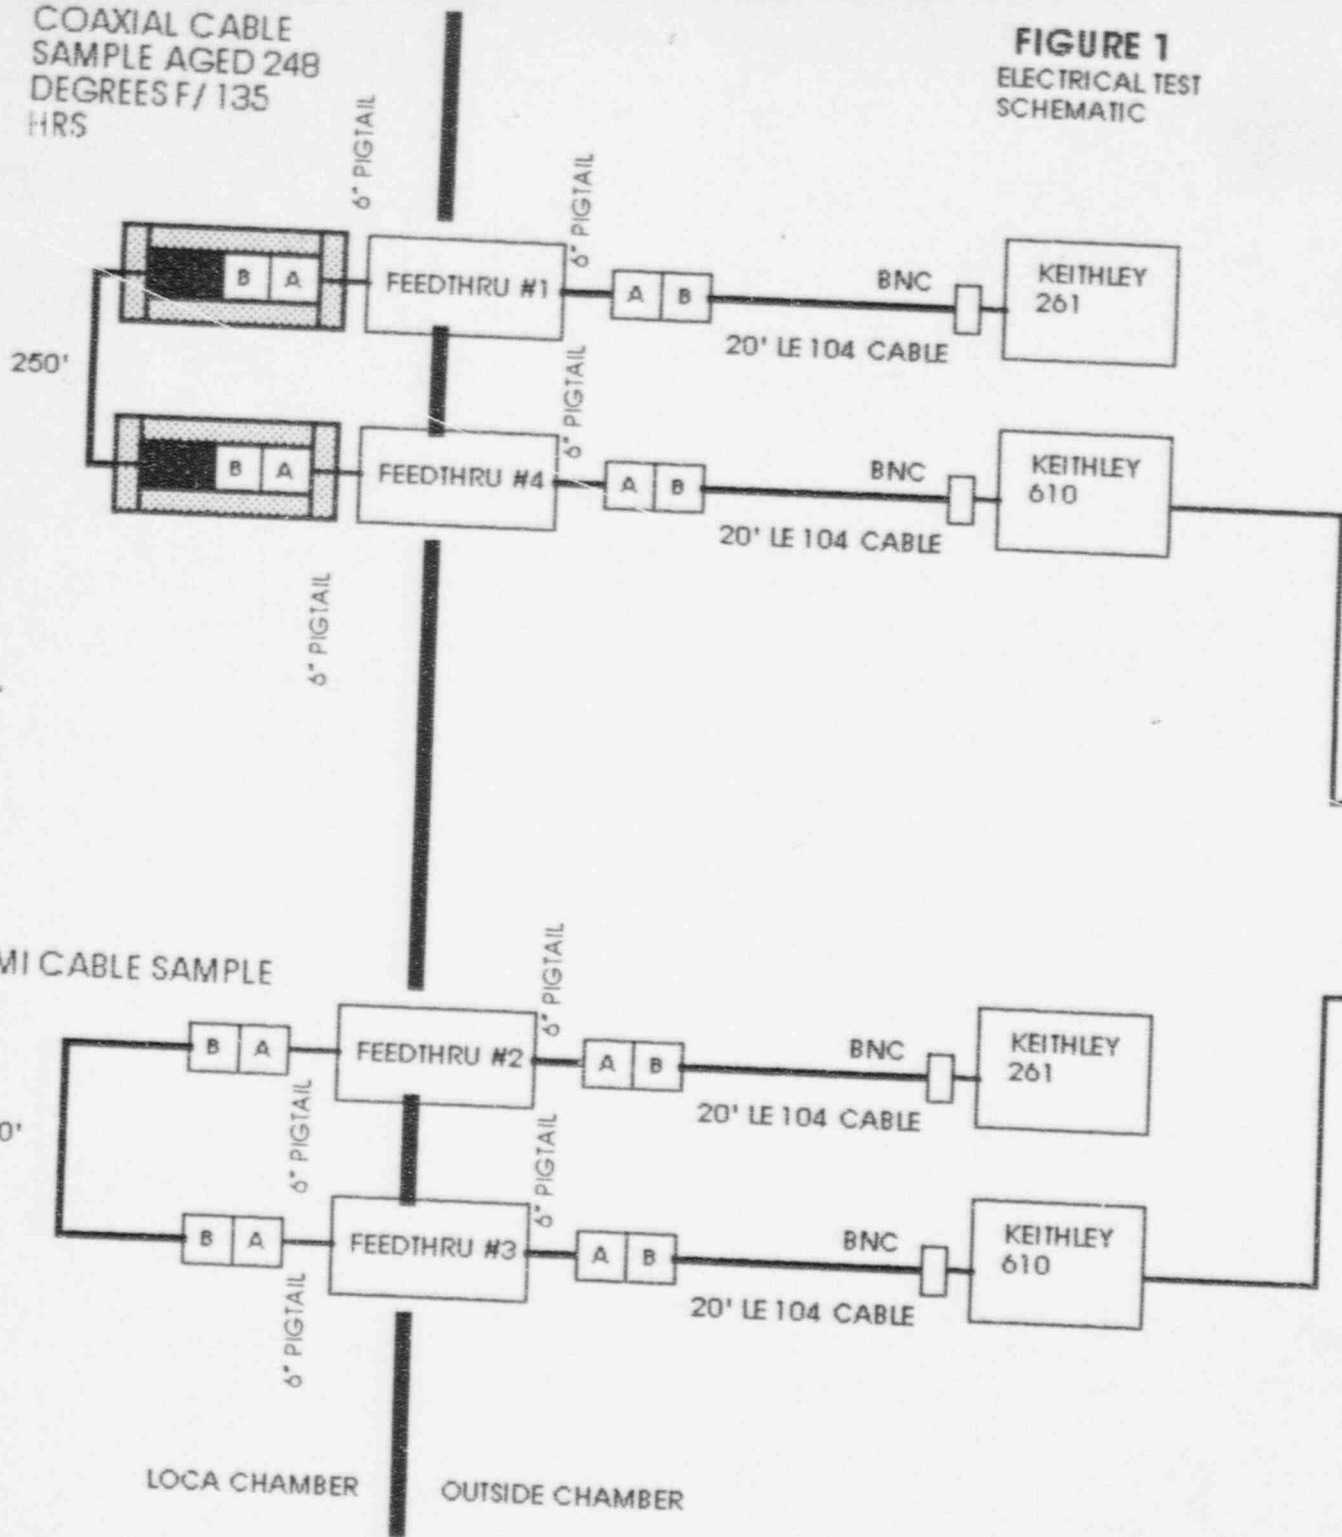 COAXIAL CABLE
SAMPLE AGED 248
DEGREES F/ 135
HRS
FIGURE 1
ELECTRICAL TEST
SCHEMATIC
6" PIGTAIL
6" PIGTAIL
B A
FEEDTHRU #1
A B
BNC
KEITHLEY
261
20' LE 104 CABLE
250'
6" PIGTAIL
B A
FEEDTHRU #4
A B
BNC
KEITHLEY
610
20' LE 104 CABLE
6" PIGTAIL
MI CABLE SAMPLE
6" PIGTAIL
B A
FEEDTHRU #2
A B
BNC
KEITHLEY
261
20' LE 104 CABLE
0'
6" PIGTAIL
6" PIGTAIL
B A
FEEDTHRU #3
A B
BNC
KEITHLEY
610
20' LE 104 CABLE
6" PIGTAIL
LOCA CHAMBER
OUTSIDE CHAMBER